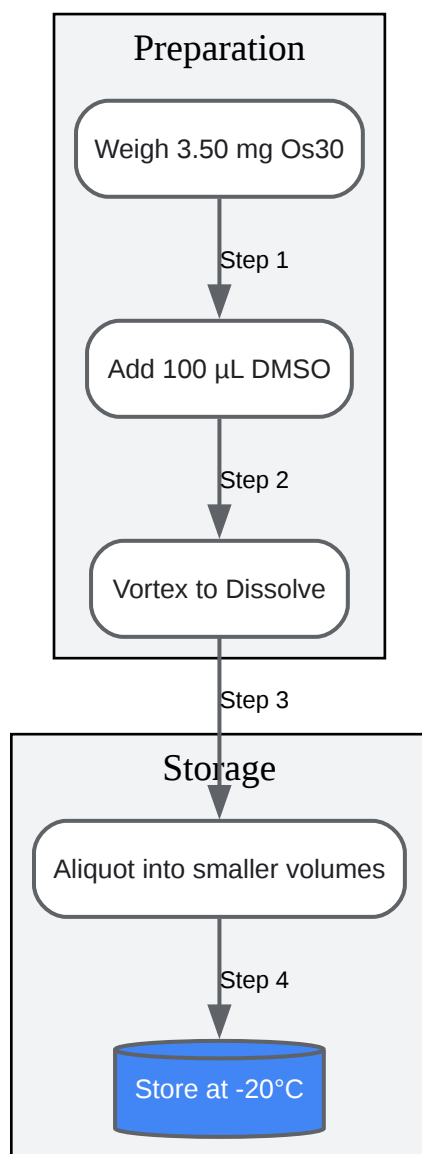 Preparation
Weigh 3.50 mg Os30
Step 1
Add 100 µL DMSO
Step 2
Vortex to Dissolve
Step 3
Storage
Aliquot into smaller volumes
Step 4
Store at -20°C